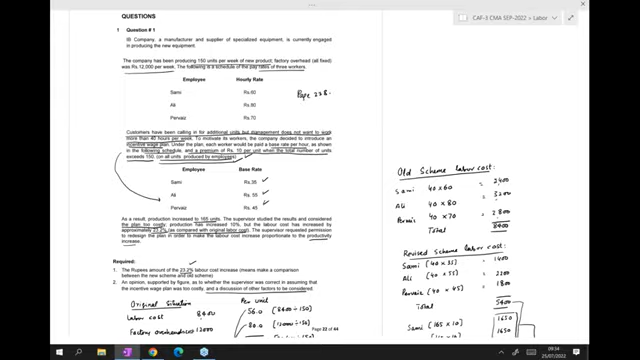 CAF-3 CMA SEP-2022 > Labor
QUESTIONS
1 Question # 1
IB Company, a manufacturer and supplier of specialized equipment, is currently engaged
in producing the new equipment.
The company has been producing 150 units per week of new product; factory overhead (all fixed)
was Rs.12,000 per week. The following is a schedule of the pay rates of three workers.
Employee Hourly Rate
Sami Rs.60
Ali Rs.80
Pervaiz Rs.70
Page 228
Customers have been calling in for additional units but management does not want to work
more than 40 hours per week. To motivate its workers, the company decided to introduce an
incentive wage plan. Under the plan, each worker would be paid a base rate per hour, as shown
in the following schedule, and a premium of Rs. 10 per unit when the total number of units
exceeds 150. (on all units produced by employees)
Employee Base Rate
Sami Rs.35
Ali Rs. 55
Pervaiz Rs. 45
As a result, production increased to 165 units. The supervisor studied the results and considered
the plan too costly; production has increased 10%, but the labour cost has increased by
approximately 23.2% (as compared with original labor cost). The supervisor requested permission
to redesign the plan in order to make the labour cost increase proportionate to the productivity
increase.
1 The Rupees amount of the 23.2% labour cost increase (means make a comparison
between the new scheme and old scheme)
2 An opinion, supported by figure, as to whether the supervisor was correct in assuming that
the incentive wage plan was too costly, and a discussion of other factors to be considered.
Original Situation Per unit
Labor cost 8400 56.0 (8400 ÷ 150)
Factory overheads 12000 80.0 (12000 ÷ 150)
Page 22 of 44
Old Scheme Labor cost:
Sami 40 x 60 = 2400
Ali 40 x 80 = 3200
Pervaiz 40 x 70 = 2800
Total 8400
Revised Scheme labor cost:
Sami (40 x 35) = 1400
Ali (40 x 55) 2200
Pervaiz (40 x 45) 1800
Total 5400
Sami (165 x 10) 1650
1650
09:54
25/07/2022